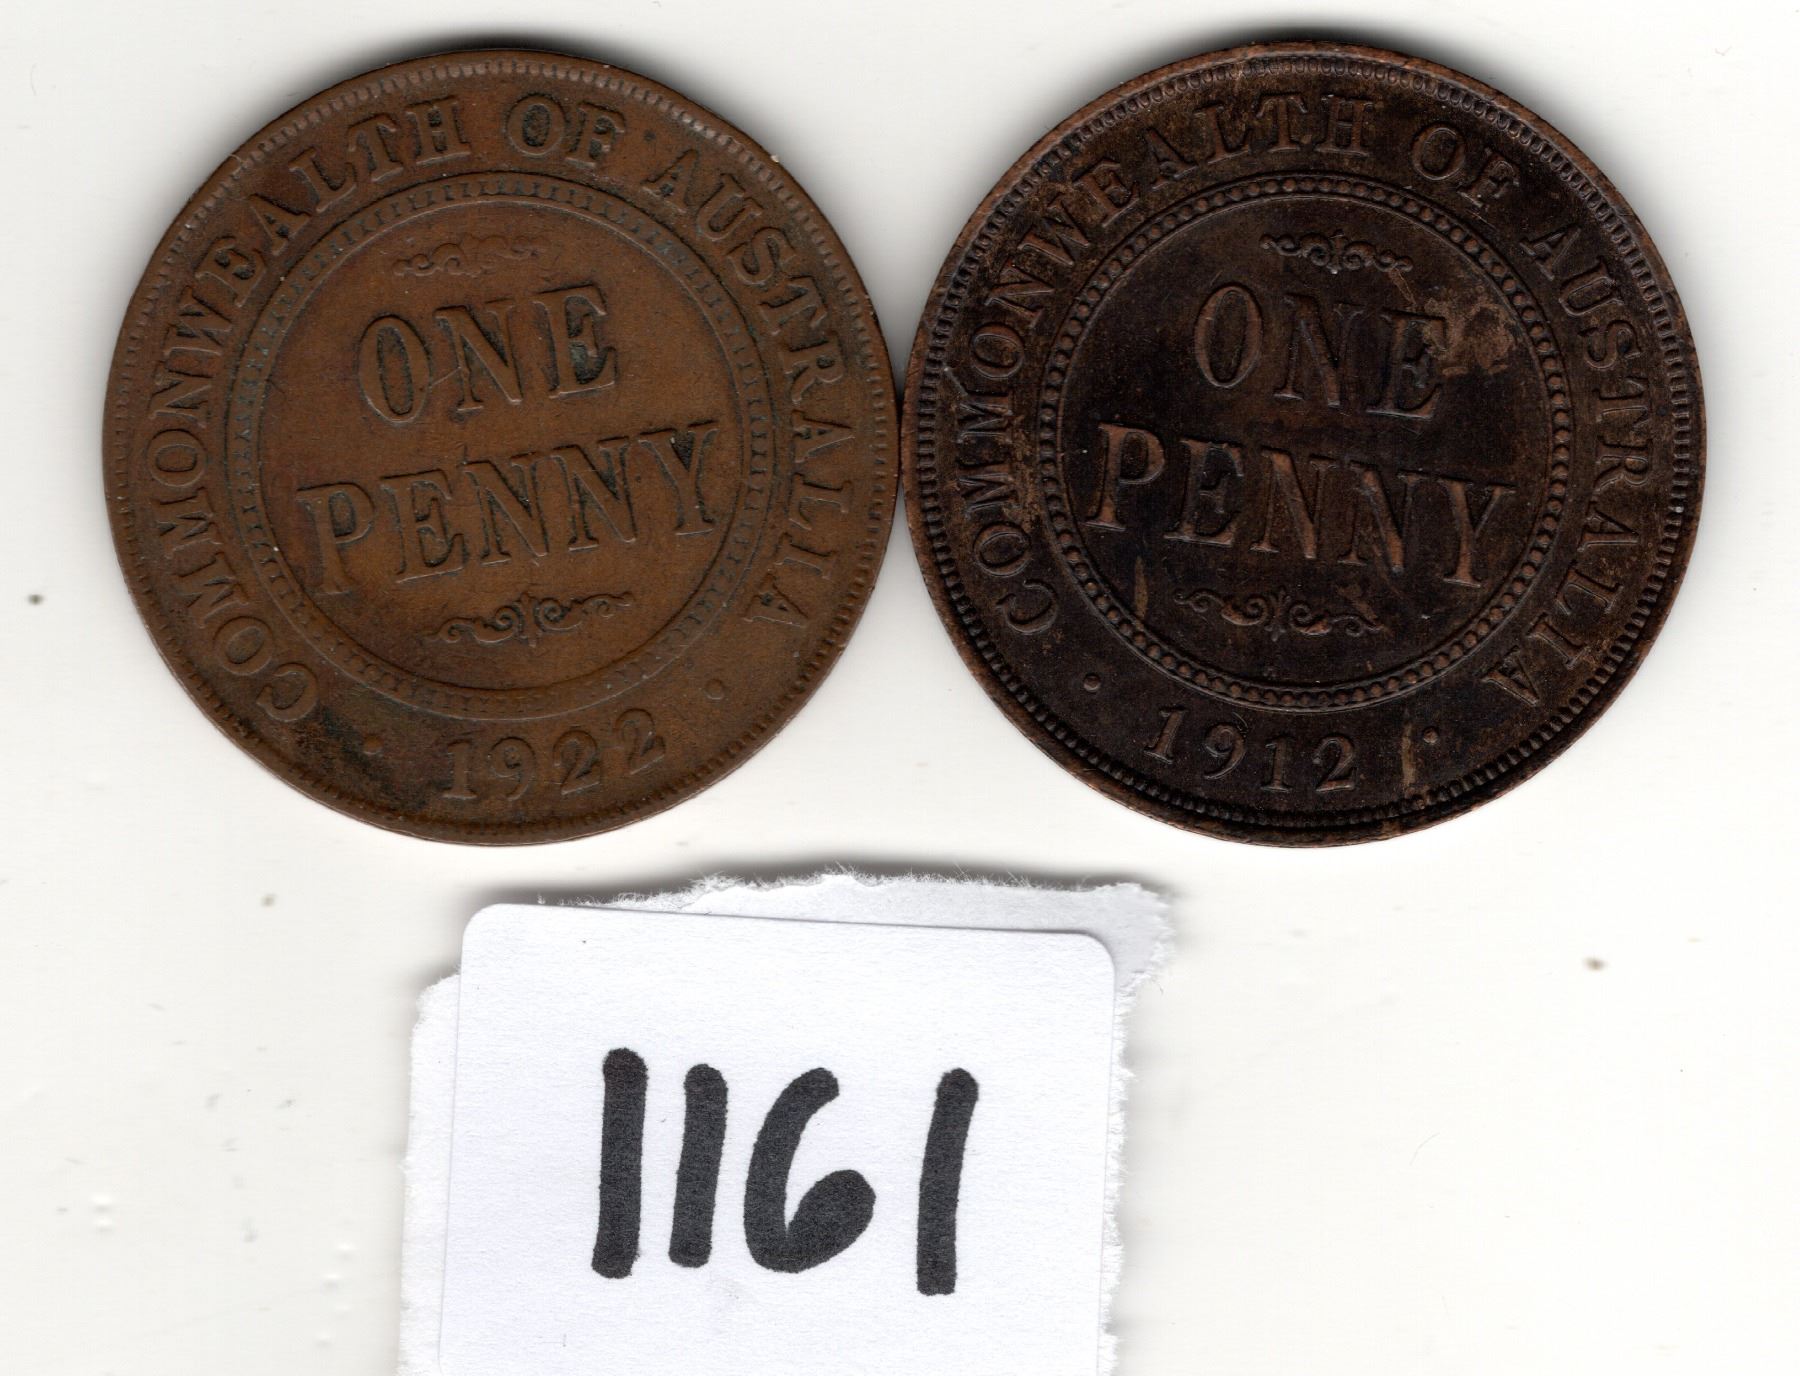 COMMONWEALTH OF AUSTRALIA
ONE
PENNY
· 1922 ·
COMMONWEALTH OF AUSTRALIA
ONE
PENNY
· 1912 ·
1161